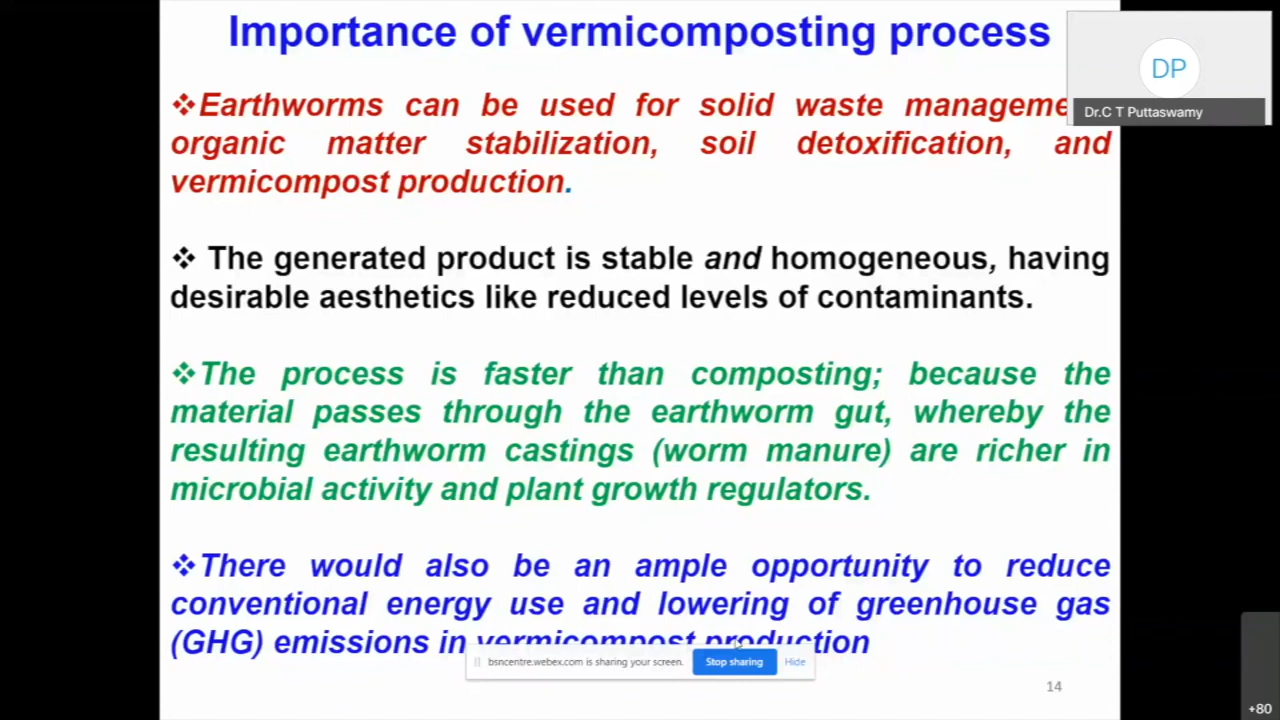 Importance of vermicomposting process
DP
Dr.C T Puttaswamy
❖Earthworms can be used for solid waste
organic matter stabilization, soil detoxification, and
vermicompost production.
❖ The generated product is stable and homogeneous, having
desirable aesthetics like reduced levels of contaminants.
❖The process is faster than composting; because the
material passes through the earthworm gut, whereby the
resulting earthworm castings (worm manure) are richer in
microbial activity and plant growth regulators.
❖There would also be an ample opportunity to reduce
conventional energy use and lowering of greenhouse gas
(GHG) emissions in vermicompost production
bsncentre.webex.com is sharing your screen.
Stop sharing
Hide
14
+80